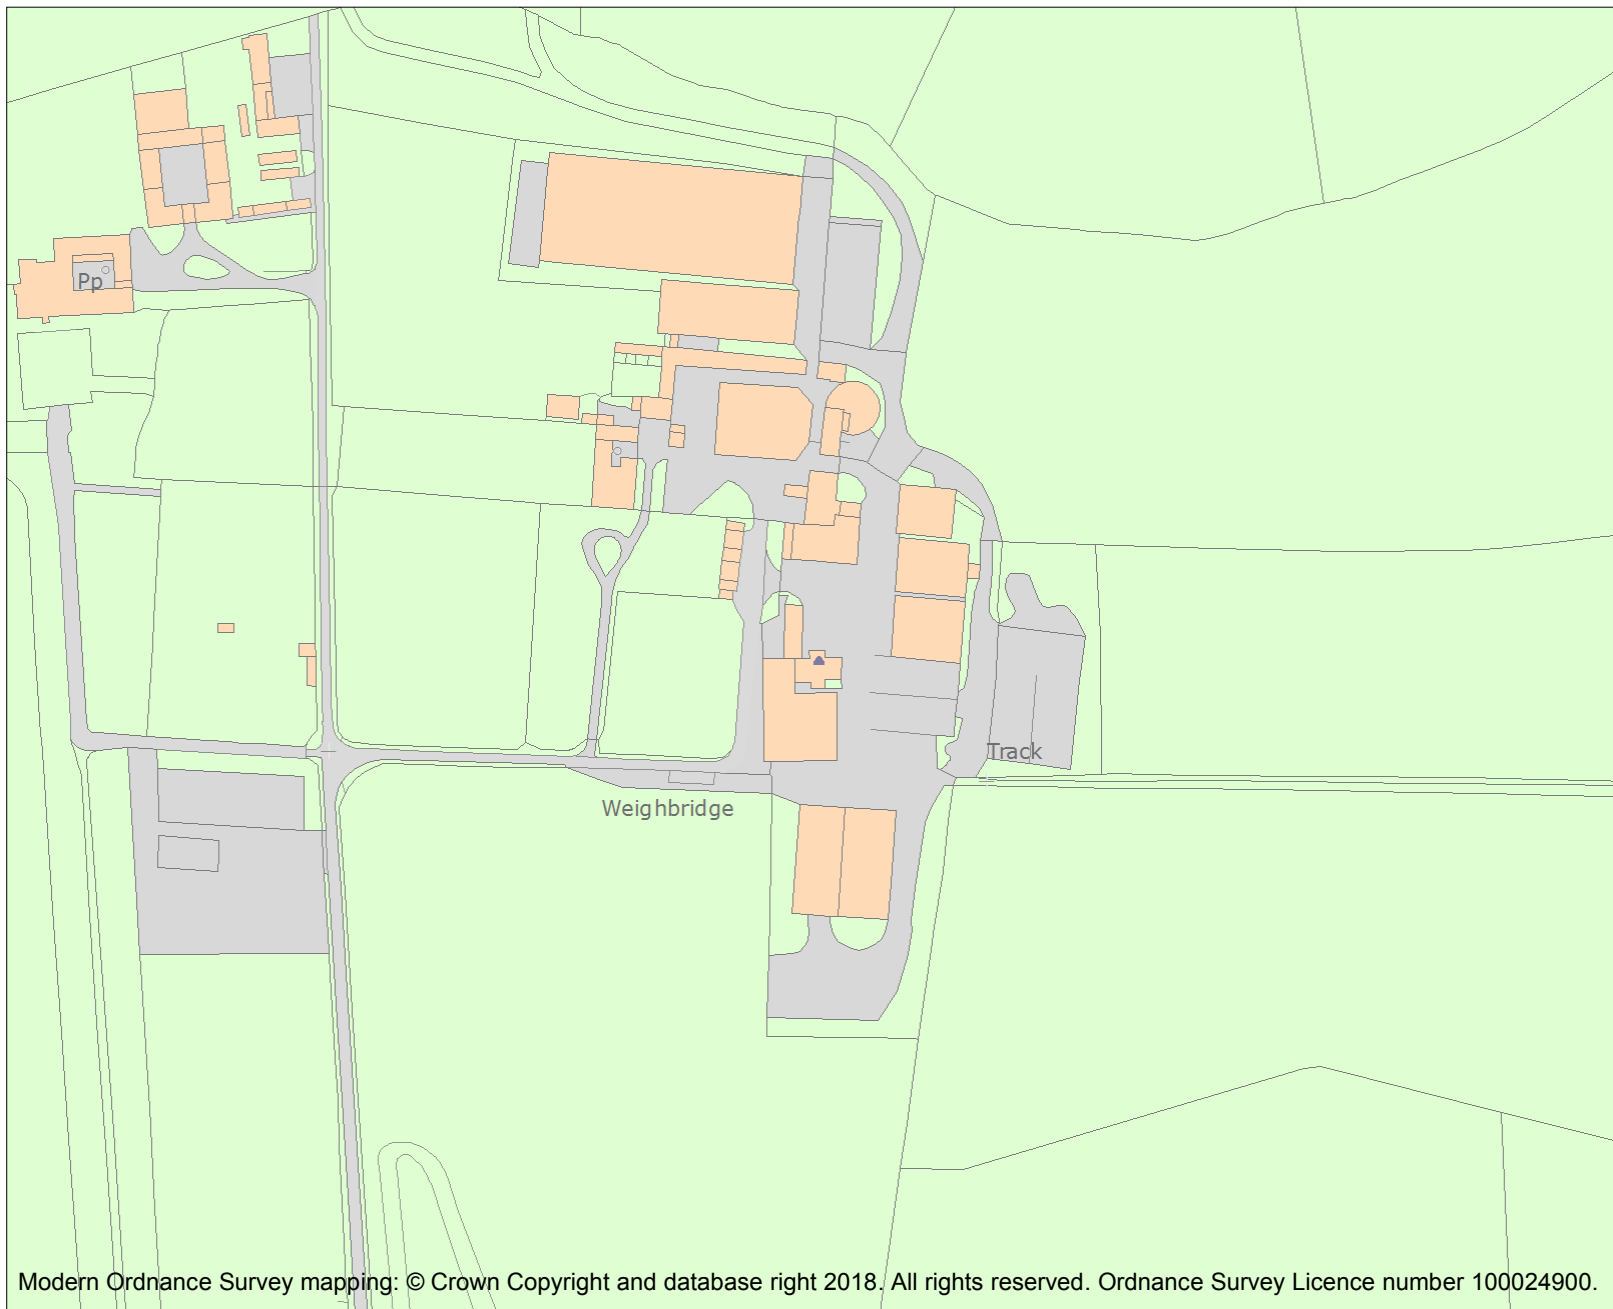 Pp
Track
Weighbridge
Modern Ordnance Survey mapping: © Crown Copyright and database right 2018. All rights reserved. Ordnance Survey Licence number 100024900.